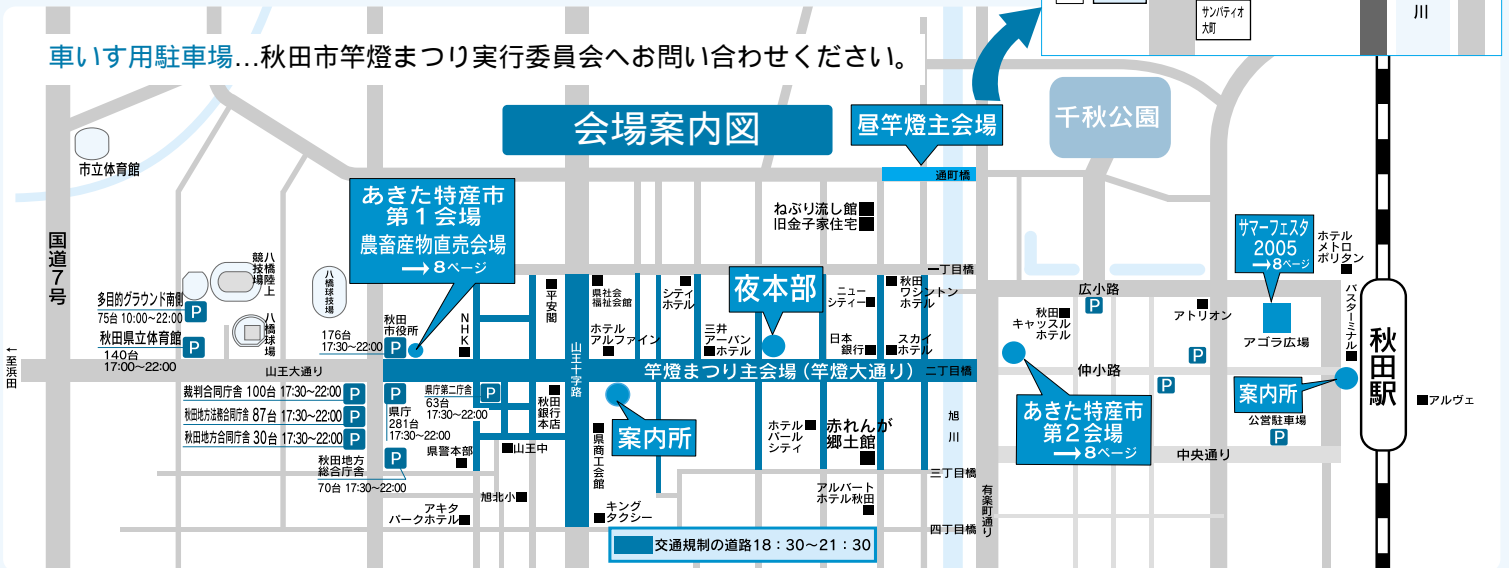 サンパティオ
大町
川
車いす用駐車場…秋田市竿燈まつり実行委員会へお問い合わせください。
会場案内図
昼竿燈主会場
千秋公園
市立体育館
通町橋
あきた特産市
第1会場
農畜産物直売会場
→8ページ
ねぶり流し館
旧金子家住宅
サマーフェスタ
2005
→8ページ
ホテル
メトロ
ポリタン
国道7号
八橋陸上
競技場
八橋球技場
一丁目橋
夜本部
平安閣
県社会
福祉会館
シティ
ホテル
ニュー
シティー
秋田
ワシントン
ホテル
広小路
バスターミナル
多目的グラウンド南側
75台 10:00〜22:00
P
秋田県立体育館
140台
17:00〜22:00
P
八橋球場
176台
17:30〜22:00
秋田
市役所
P
NHK
ホテル
アルファイン
三井
アーバン
ホテル
日本
銀行
スカイ
ホテル
秋田
キャッスル
ホテル
P
アトリオン
アゴラ広場
P
秋田駅
←至浜田
山王大通り
山王十字路
竿燈まつり主会場(竿燈大通り)
二丁目橋
仲小路
P
案内所
公営駐車場
P
アルヴェ
裁判合同庁舎 100台 17:30〜22:00
P
秋田地方法務合同庁舎 87台 17:30〜22:00
P
秋田地方合同庁舎 30台 17:30〜22:00
P
P
県庁
281台
17:30〜22:00
県庁第二庁舎
63台
17:30〜22:00
P
秋田銀行本店
案内所
ホテル
パール
シティ
赤れんが
郷土館
旭川
あきた特産市
第2会場
→8ページ
中央通り
秋田地方
総合庁舎
70台 17:30〜22:00
P
県警本部
山王中
県商工会館
三丁目橋
旭北小
アキタ
パークホテル
キング
タクシー
アルバート
ホテル秋田
有楽町通り
四丁目橋
交通規制の道路18:30〜21:30